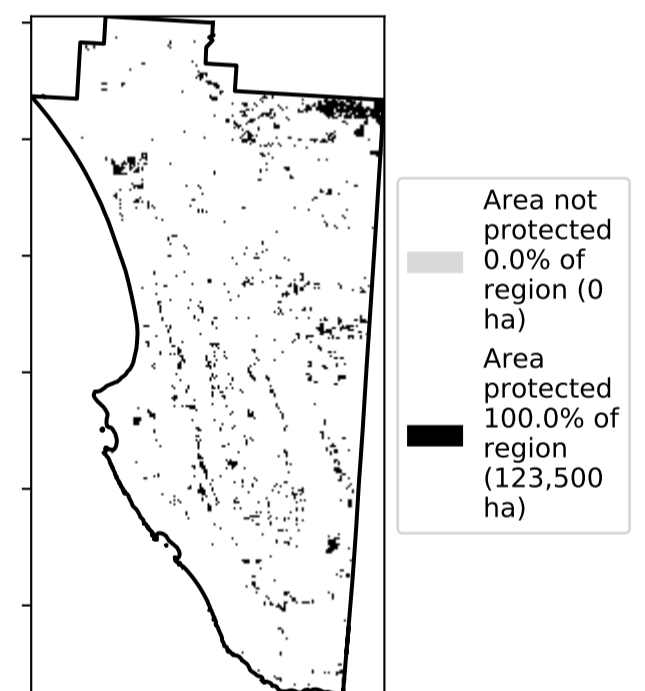 Area not
protected
0.0% of
region (0
ha)
Area
protected
100.0% of
region
(123,500
ha)